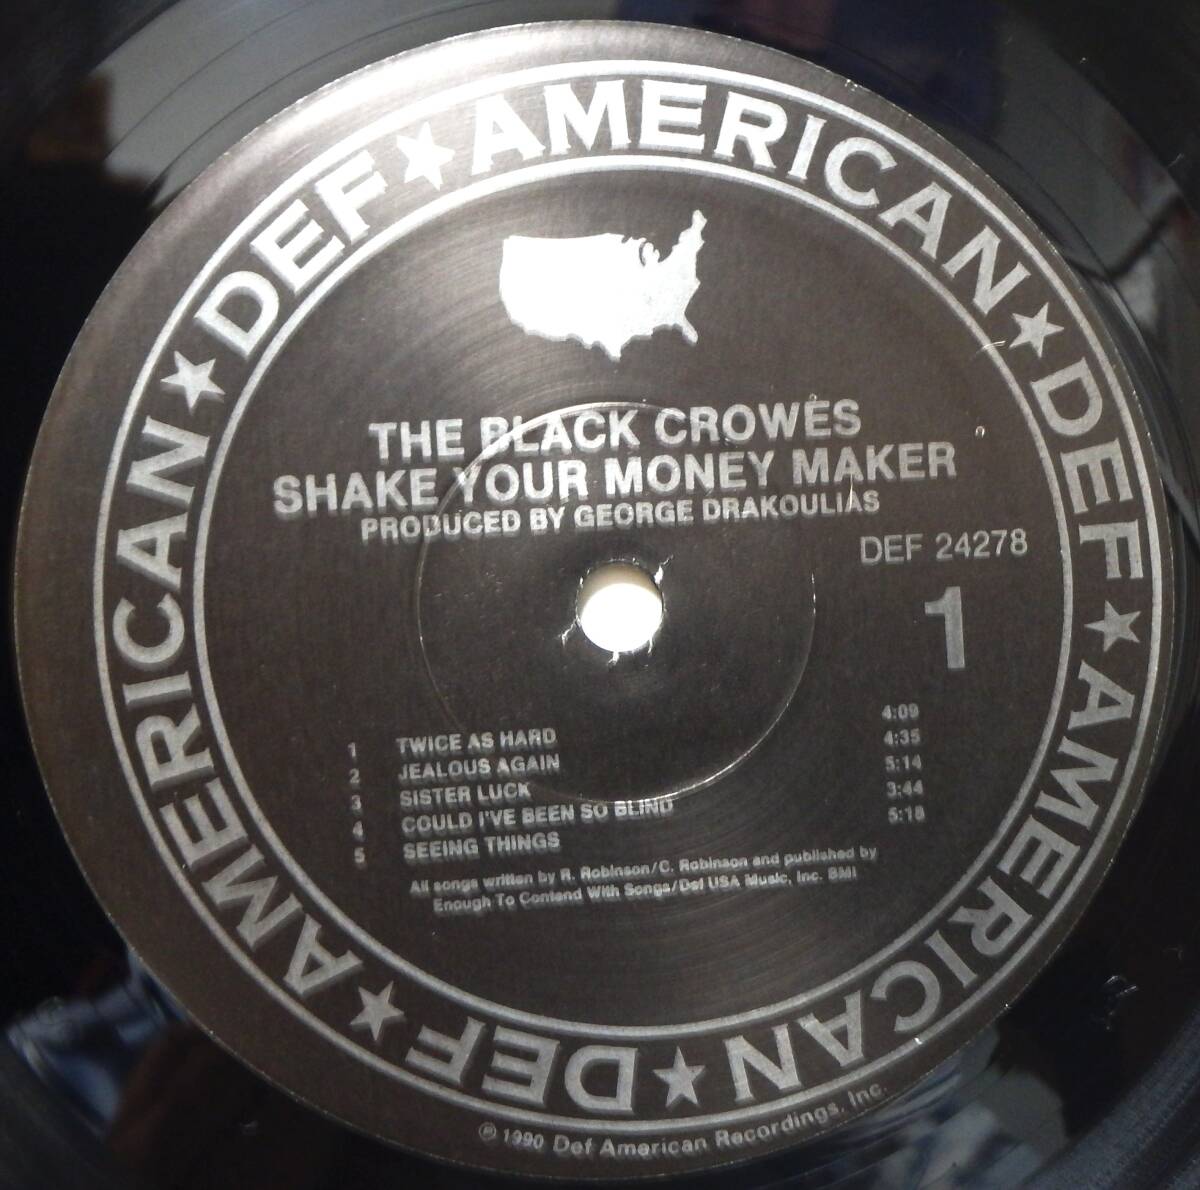 AMERICAN ★ DEF ★ AMERICAN ★ DEF ★ AMERICAN ★ DEF ★ AMERICAN ★ DEF ★
THE BLACK CROWES
SHAKE YOUR MONEY MAKER
PRODUCED BY GEORGE DRAKOULIAS
DEF 24278
1
1 TWICE AS HARD 4:09
2 JEALOUS AGAIN 4:35
3 SISTER LUCK 5:14
4 COULD I'VE BEEN SO BLIND 3:44
5 SEEING THINGS 5:18
All songs written by R. Robinson/C. Robinson and published by
Enough To Contend With Songs/Def USA Music, Inc. BMI
℗ 1990 Def American Recordings, Inc.